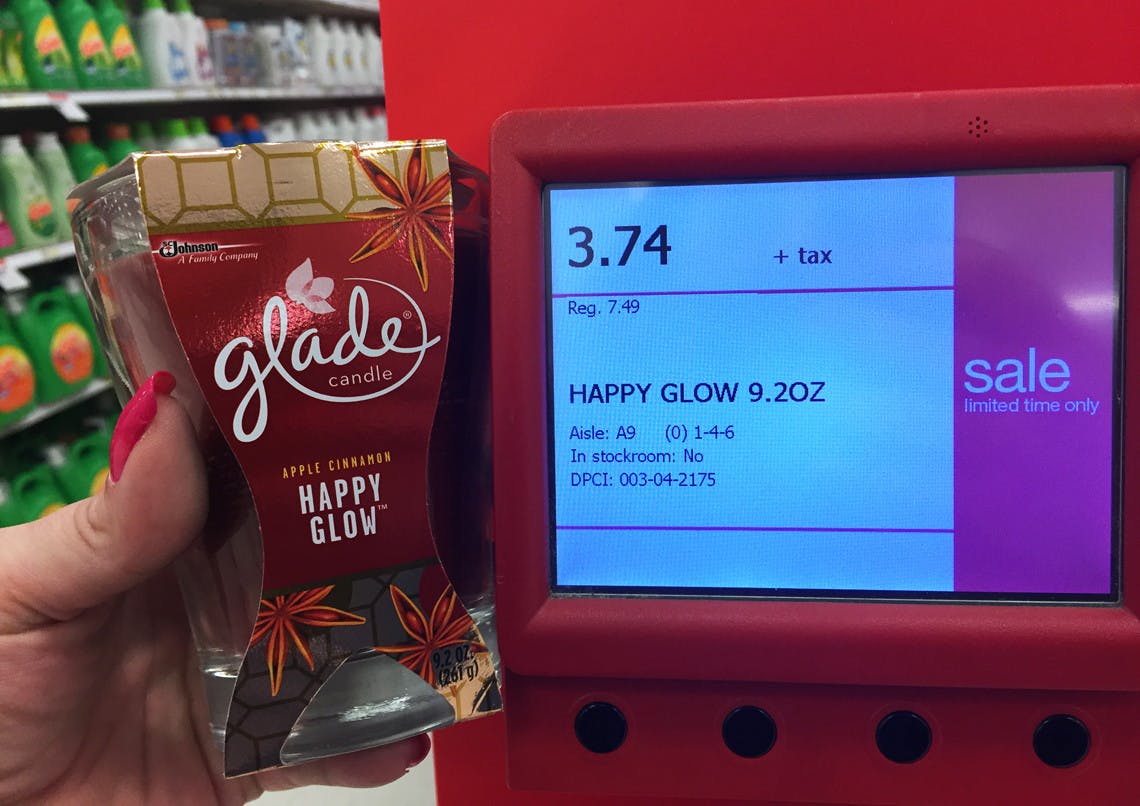 SC Johnson
A Family Company
glade®
candle
APPLE CINNAMON
HAPPY
GLOW™
9.2 OZ
(261 g)
3.74 + tax
Reg. 7.49
HAPPY GLOW 9.2OZ
Aisle: A9 (0) 1-4-6
In stockroom: No
DPCI: 003-04-2175
sale
limited time only